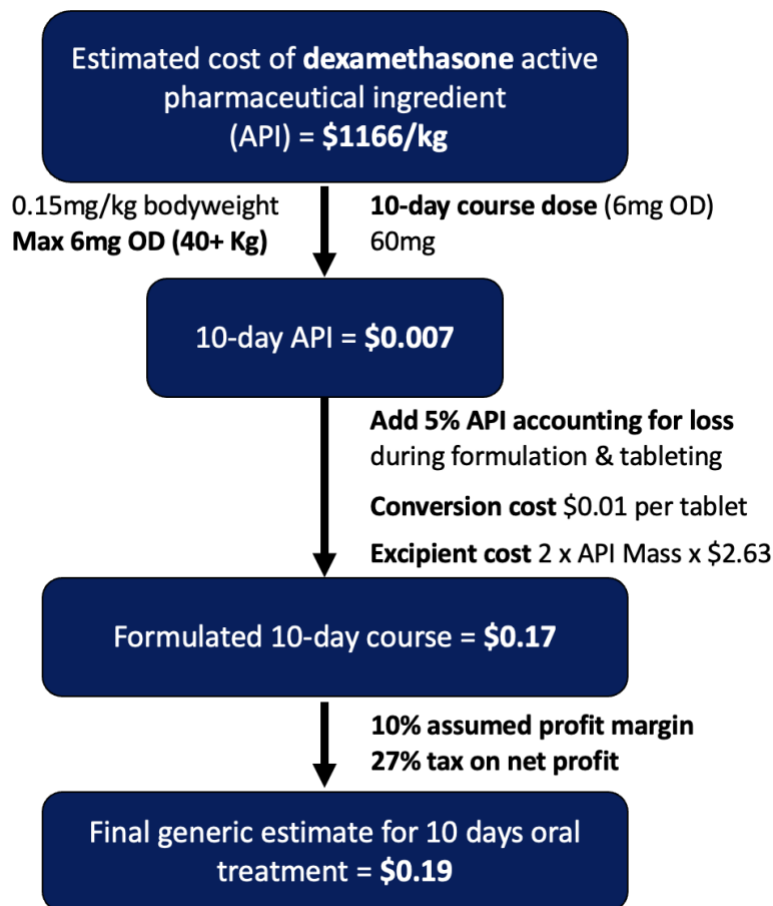 Estimated cost of dexamethasone active
pharmaceutical ingredient
(API) = $1166/kg
0.15mg/kg bodyweight
Max 6mg OD (40+ Kg)
10-day course dose (6mg OD)
60mg
10-day API = $0.007
Add 5% API accounting for loss
during formulation & tableting
Conversion cost $0.01 per tablet
Excipient cost 2 x API Mass x $2.63
Formulated 10-day course = $0.17
10% assumed profit margin
27% tax on net profit
Final generic estimate for 10 days oral
treatment = $0.19